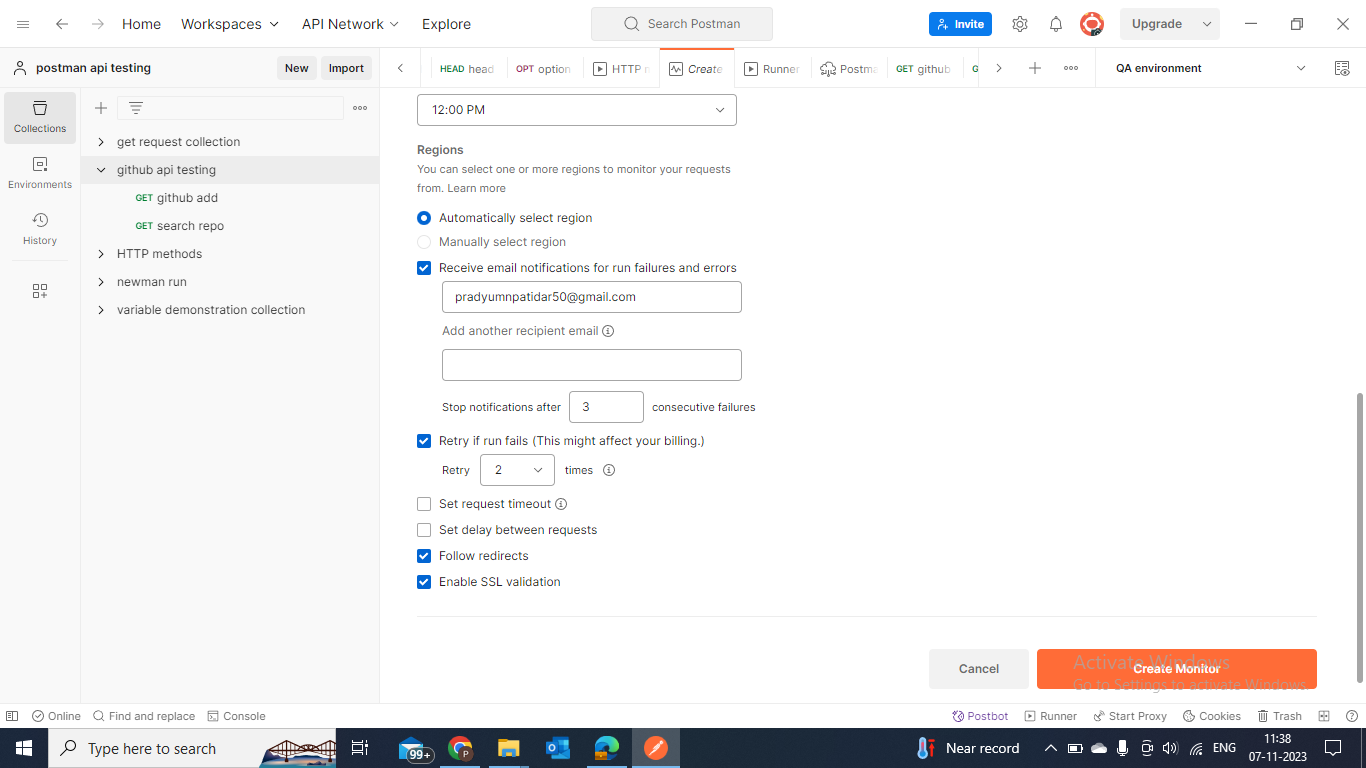 Home
Workspaces
API Network
Explore
Search Postman
Invite
Upgrade
postman api testing
New
Import
HEAD head
OPT option
HTTP
Create
Runner
Postm
GET github
G
QA environment
Collections
Environments
History
get request collection
github api testing
GET github add
GET search repo
HTTP methods
newman run
variable demonstration collection
12:00 PM
Regions
You can select one or more regions to monitor your requests
from. Learn more
Automatically select region
Manually select region
Receive email notifications for run failures and errors
pradyumnpatidar50@gmail.com
Add another recipient email
Stop notifications after 3 consecutive failures
Retry if run fails (This might affect your billing.)
Retry 2 times
Set request timeout
Set delay between requests
Follow redirects
Enable SSL validation
Cancel
Create Monitor
Activate Windows
Go to Settings to activate Windows.
Online
Find and replace
Console
Postbot
Runner
Start Proxy
Cookies
Trash
Type here to search
99+
P
Near record
ENG
11:38
07-11-2023